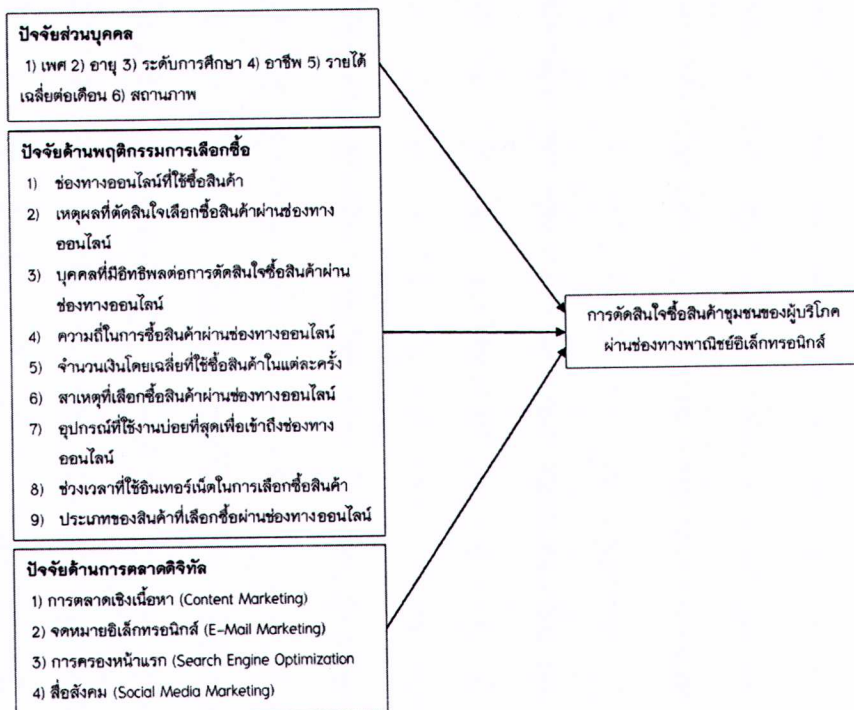 ปัจจัยส่วนบุคคล
1) เพศ 2) อายุ 3) ระดับการศึกษา 4) อาชีพ 5) รายได้
เฉลี่ยต่อเดือน 6) สถานภาพ
ปัจจัยด้านพฤติกรรมการเลือกซื้อ
1) ช่องทางออนไลน์ที่ใช้ซื้อสินค้า
2) เหตุผลที่ตัดสินใจเลือกซื้อสินค้าผ่านช่องทาง
ออนไลน์
3) บุคคลที่มีอิทธิพลต่อการตัดสินใจซื้อสินค้าผ่าน
ช่องทางออนไลน์
4) ความถี่ในการซื้อสินค้าผ่านช่องทางออนไลน์
5) จำนวนเงินโดยเฉลี่ยที่ใช้ซื้อสินค้าในแต่ละครั้ง
6) สาเหตุที่เลือกซื้อสินค้าผ่านช่องทางออนไลน์
7) อุปกรณ์ที่ใช้งานบ่อยที่สุดเพื่อเข้าถึงช่องทาง
ออนไลน์
8) ช่วงเวลาที่ใช้อินเทอร์เน็ตในการเลือกซื้อสินค้า
9) ประเภทของสินค้าที่เลือกซื้อผ่านช่องทางออนไลน์
ปัจจัยด้านการตลาดดิจิทัล
1) การตลาดเชิงเนื้อหา (Content Marketing)
2) จดหมายอิเล็กทรอนิกส์ (E-Mail Marketing)
3) การครองหน้าแรก (Search Engine Optimization
4) สื่อสังคม (Social Media Marketing)
การตัดสินใจซื้อสินค้าชุมชนของผู้บริโภค
ผ่านช่องทางพาณิชย์อิเล็กทรอนิกส์